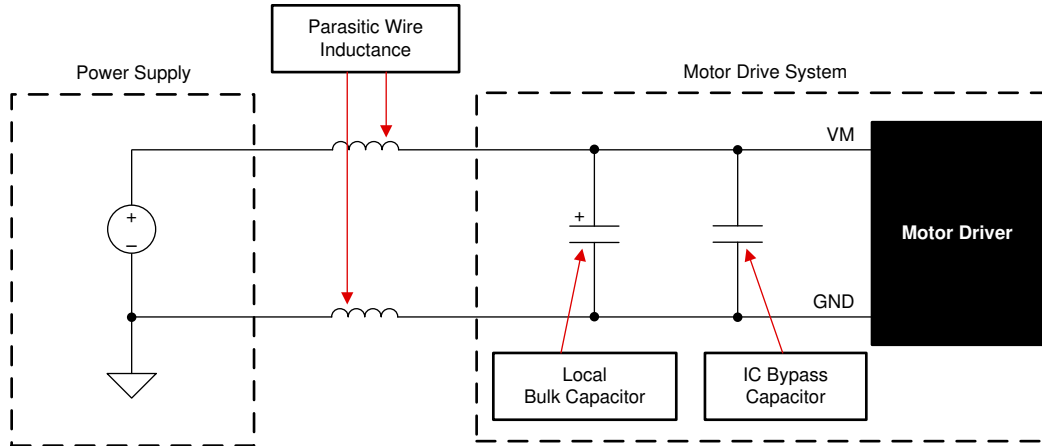 Parasitic Wire
Inductance
Power Supply
Motor Drive System
VM
+
–
+
Motor Driver
GND
Local
Bulk Capacitor
IC Bypass
Capacitor